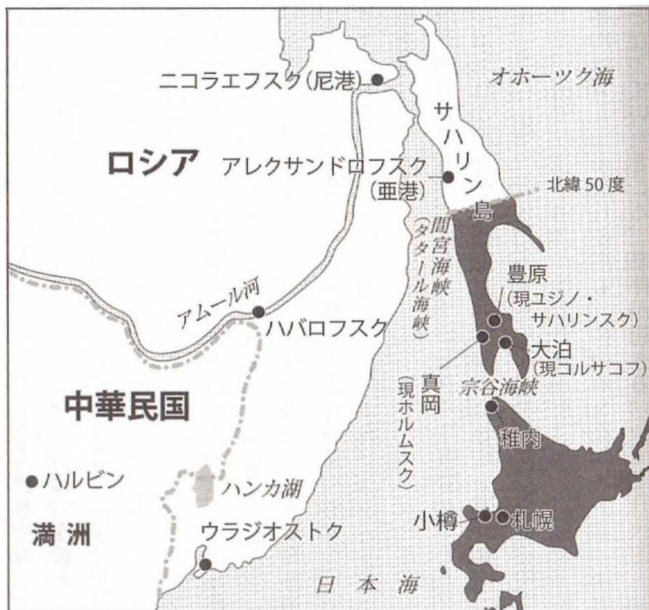 ニコラエフスク(尼港)
オホーツク海
サハリン島
ロシア
アレクサンドロフスク
(亜港)
北緯50度
間宮海峡
(タタール海峡)
アムール河
ハバロフスク
豊原
(現ユジノ・
サハリンスク)
大泊
(現コルサコフ)
真岡
(現ホルムスク)
宗谷海峡
中華民国
稚内
ハルビン
ハンカ湖
満洲
ウラジオストク
小樽
札幌
日本海